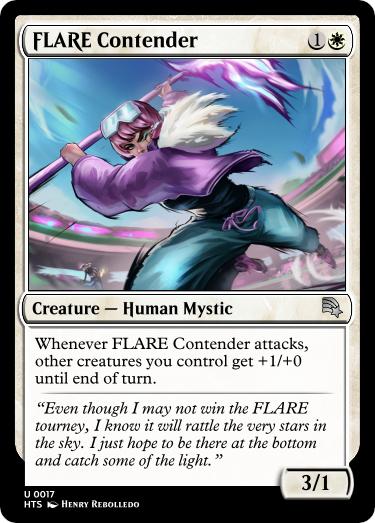 FLARE Contender 1
Creature — Human Mystic
Whenever FLARE Contender attacks,
other creatures you control get +1/+0
until end of turn.
“Even though I may not win the FLARE
tourney, I know it will rattle the very stars in
the sky. I just hope to be there at the bottom
and catch some of the light.”
3/1
U 0017
HTS Henry Rebolledo